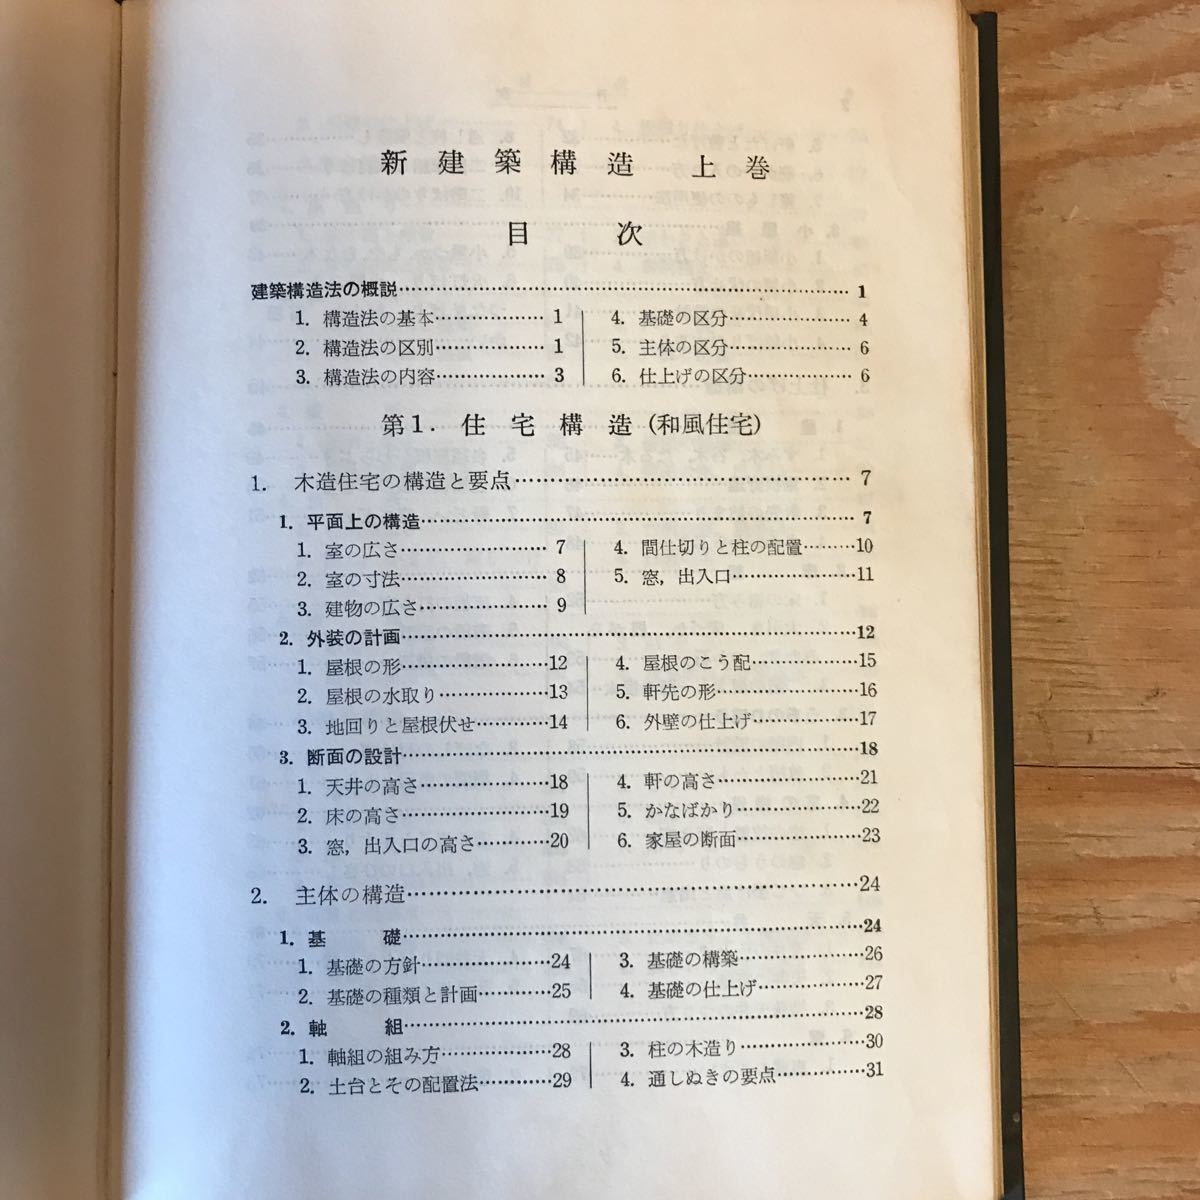 新建築構造 上巻
目 次
建築構造法の概説……………………………………………… 1
1. 構造法の基本……………… 1
2. 構造法の区別……………… 1
3. 構造法の内容……………… 3
4. 基礎の区分……………… 4
5. 主体の区分……………… 6
6. 仕上げの区分……………… 6
第1. 住宅構造 (和風住宅)
1. 木造住宅の構造と要点……………………………… 7
1. 平面上の構造……………………………………… 7
1. 室の広さ……………… 7
2. 室の寸法……………… 8
3. 建物の広さ……………… 9
4. 間仕切りと柱の配置………10
5. 窓, 出入口……………11
2. 外装の計画………………………………………12
1. 屋根の形………………12
2. 屋根の水取り…………13
3. 地回りと屋根伏せ………14
4. 屋根のこう配……………15
5. 軒先の形………………16
6. 外壁の仕上げ……………17
3. 断面の設計………………………………………18
1. 天井の高さ……………18
2. 床の高さ………………19
3. 窓, 出入口の高さ………20
4. 軒の高さ………………21
5. かなばかり……………22
6. 家屋の断面……………23
2. 主体の構造………………………………………24
1. 基 礎………………………………………24
1. 基礎の方針……………24
2. 基礎の種類と計画………25
3. 基礎の構築……………26
4. 基礎の仕上げ……………27
2. 軸 組………………………………………28
1. 軸組の組み方……………28
2. 土台とその配置法………29
3. 柱の木造り……………30
4. 通しぬきの要点…………31